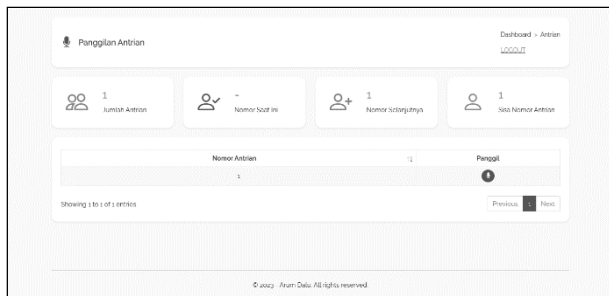 Panggilan Antrian
Dashboard > Antrian
LOGOUT
1
Jumlah Antrian
-
Nomor Saat Ini
1
Nomor Selanjutnya
1
Sisa Nomor Antrian
Nomor Antrian
Panggil
1
Showing 1 to 1 of 1 entries
Previous 1 Next
© 2023 - Arum Dalu. All rights reserved.